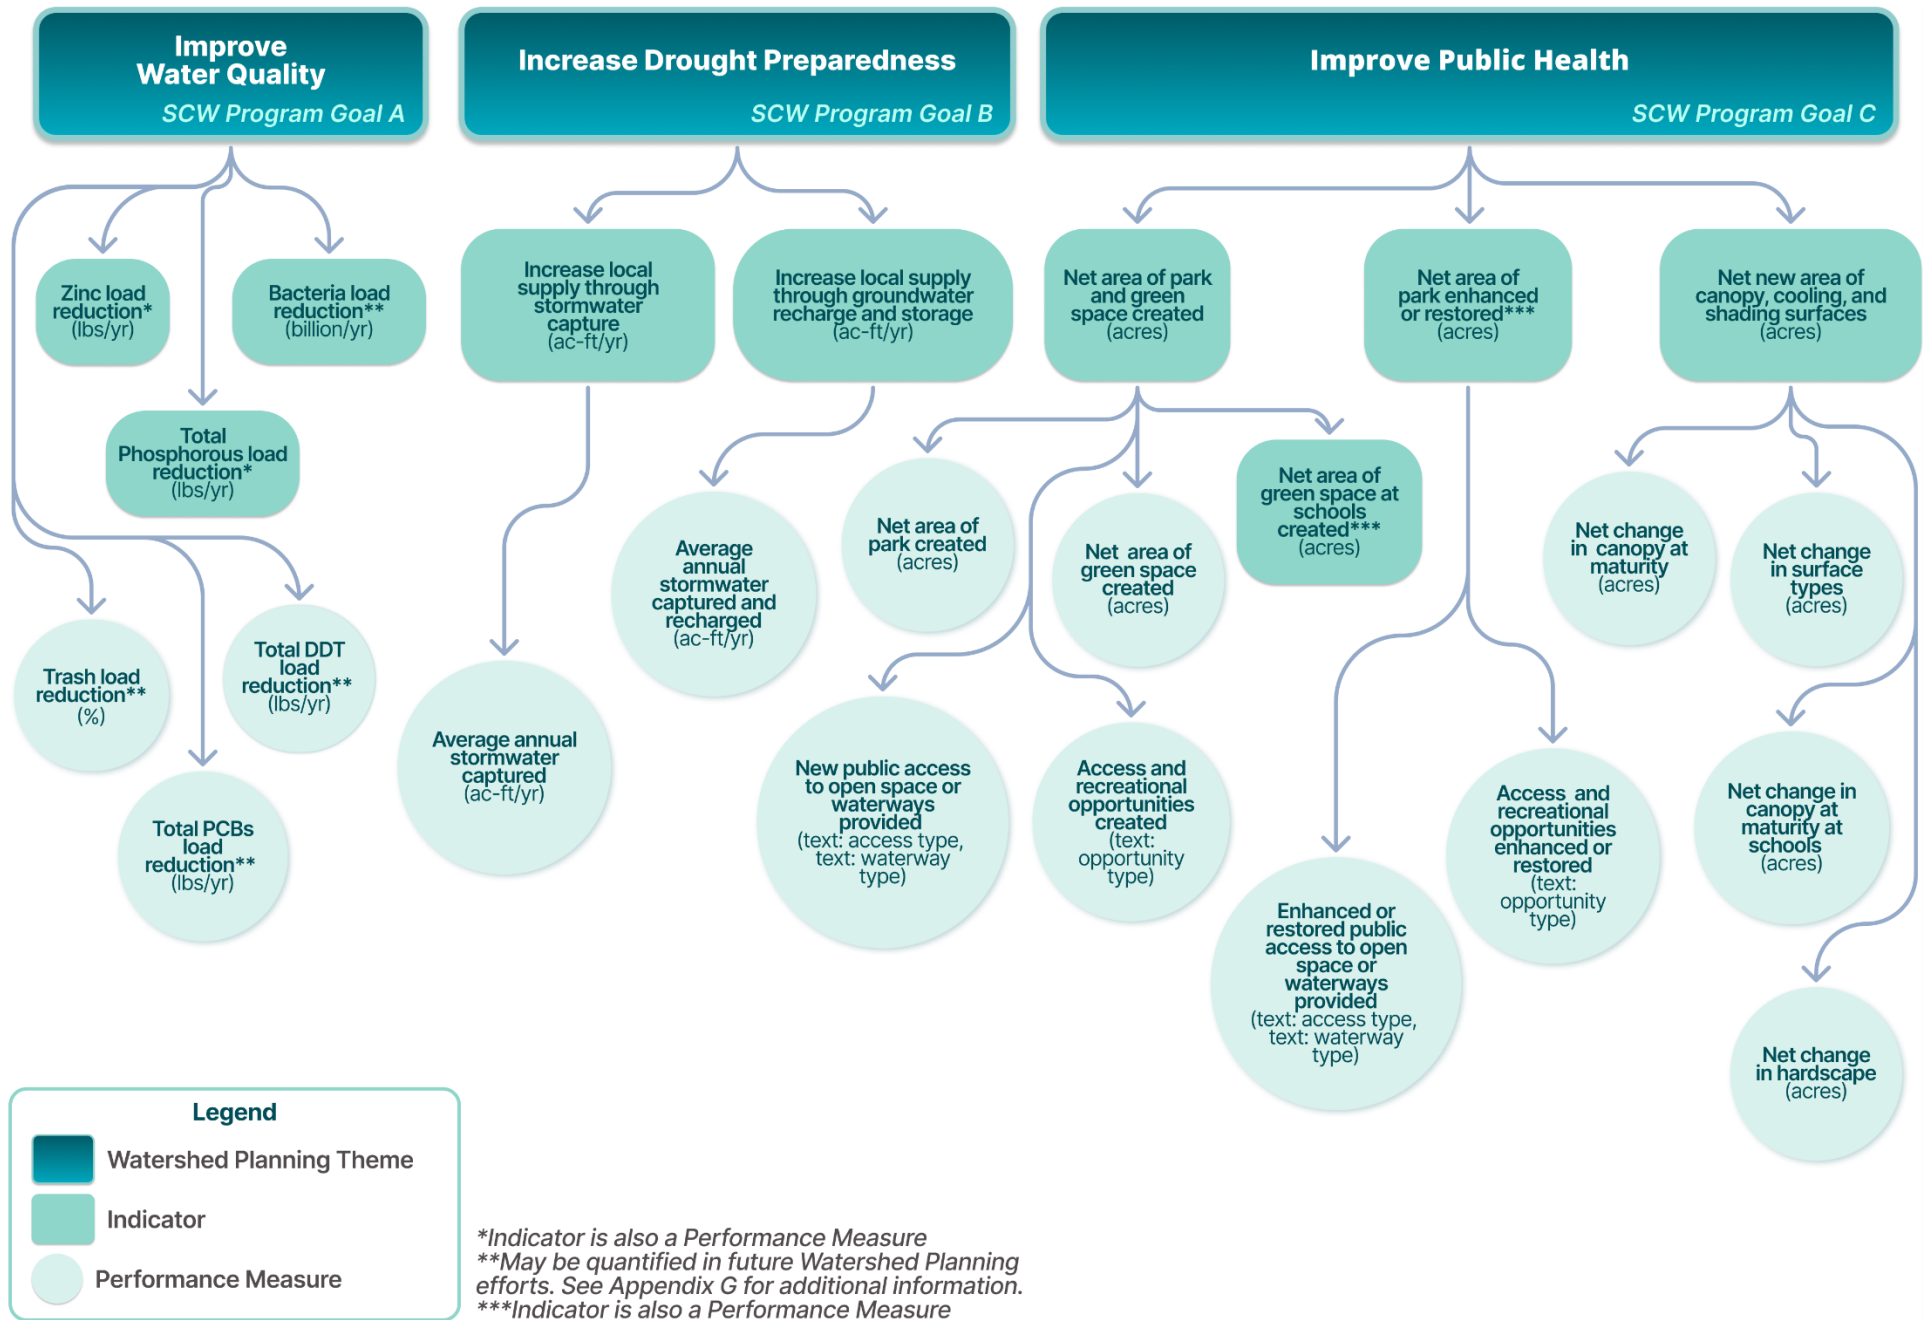 Improve
Water Quality
SCW Program Goal A
Increase Drought Preparedness
SCW Program Goal B
Improve Public Health
SCW Program Goal C
Zinc load
reduction*
(lbs/yr)
Bacteria load
reduction**
(billion/yr)
Total
Phosphorous load
reduction*
(lbs/yr)
Trash load
reduction**
(%)
Total DDT
load
reduction**
(lbs/yr)
Total PCBs
load
reduction**
(lbs/yr)
Increase local
supply through
stormwater
capture
(ac-ft/yr)
Increase local supply
through groundwater
recharge and storage
(ac-ft/yr)
Average annual
stormwater
captured
(ac-ft/yr)
Average
annual
stormwater
captured and
recharged
(ac-ft/yr)
Net area of park
and green
space created
(acres)
Net area of
park enhanced
or restored***
(acres)
Net new area of
canopy, cooling, and
shading surfaces
(acres)
Net area of
park created
(acres)
Net area of
green space
created
(acres)
Net area of
green space at
schools
created***
(acres)
New public access
to open space or
waterways
provided
(text: access type,
text: waterway
type)
Access and
recreational
opportunities
created
(text:
opportunity
type)
Enhanced or
restored public
access to open
space or
waterways
provided
(text: access type,
text: waterway
type)
Access and
recreational
opportunities
enhanced or
restored
(text:
opportunity
type)
Net change
in canopy at
maturity
(acres)
Net change
in surface
types
(acres)
Net change in
canopy at
maturity at
schools
(acres)
Net change
in hardscape
(acres)
Legend
Watershed Planning Theme
Indicator
Performance Measure
*Indicator is also a Performance Measure
**May be quantified in future Watershed Planning
efforts. See Appendix G for additional information.
***Indicator is also a Performance Measure